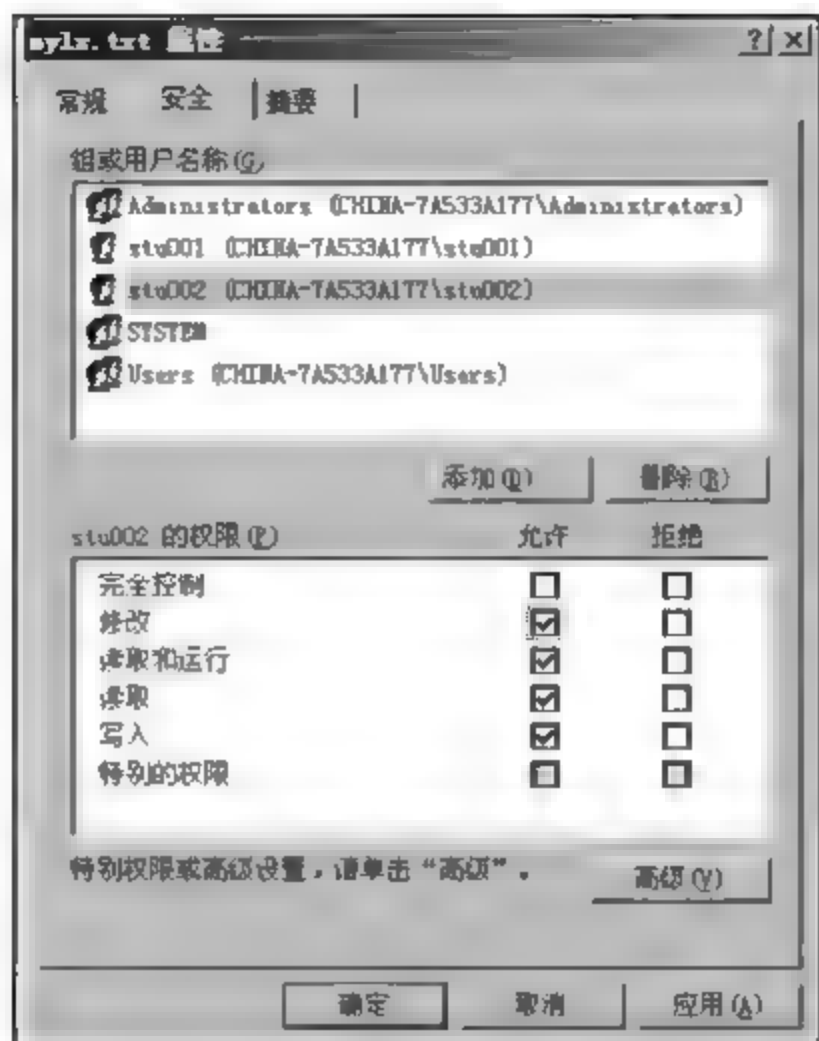 mylx.txt 属性
常规 安全 摘要
组或用户名称(G)
Administrators (CHINA-7A533A177\Administrators)
stu001 (CHINA-7A533A177\stu001)
stu002 (CHINA-7A533A177\stu002)
SYSTEM
Users (CHINA-7A533A177\Users)
添加(D) 删除(R)
stu002 的权限(P) 允许 拒绝
完全控制
修改
读取和运行
读取
写入
特别的权限
特别权限或高级设置，请单击“高级”。 高级(V)
确定 取消 应用(A)